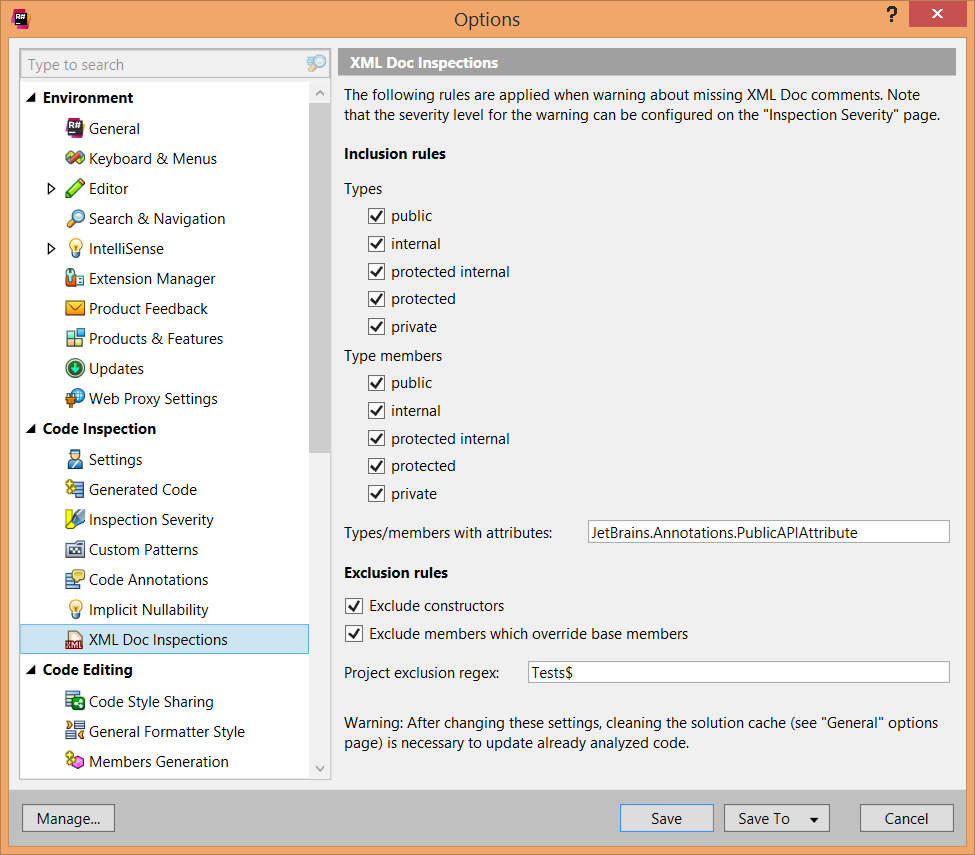 R#
Options
?
Type to search
Environment
R# General
Keyboard & Menus
Editor
Search & Navigation
IntelliSense
Extension Manager
Product Feedback
Products & Features
Updates
Web Proxy Settings
Code Inspection
Settings
Generated Code
Inspection Severity
Custom Patterns
Code Annotations
Implicit Nullability
XML XML Doc Inspections
Code Editing
Code Style Sharing
General Formatter Style
Members Generation
XML Doc Inspections
The following rules are applied when warning about missing XML Doc comments. Note
that the severity level for the warning can be configured on the "Inspection Severity" page.
Inclusion rules
Types
public
internal
protected internal
protected
private
Type members
public
internal
protected internal
protected
private
Types/members with attributes: JetBrains.Annotations.PublicAPIAttribute
Exclusion rules
Exclude constructors
Exclude members which override base members
Project exclusion regex: Tests$
Warning: After changing these settings, cleaning the solution cache (see "General" options
page) is necessary to update already analyzed code.
Manage... Save Save To Cancel